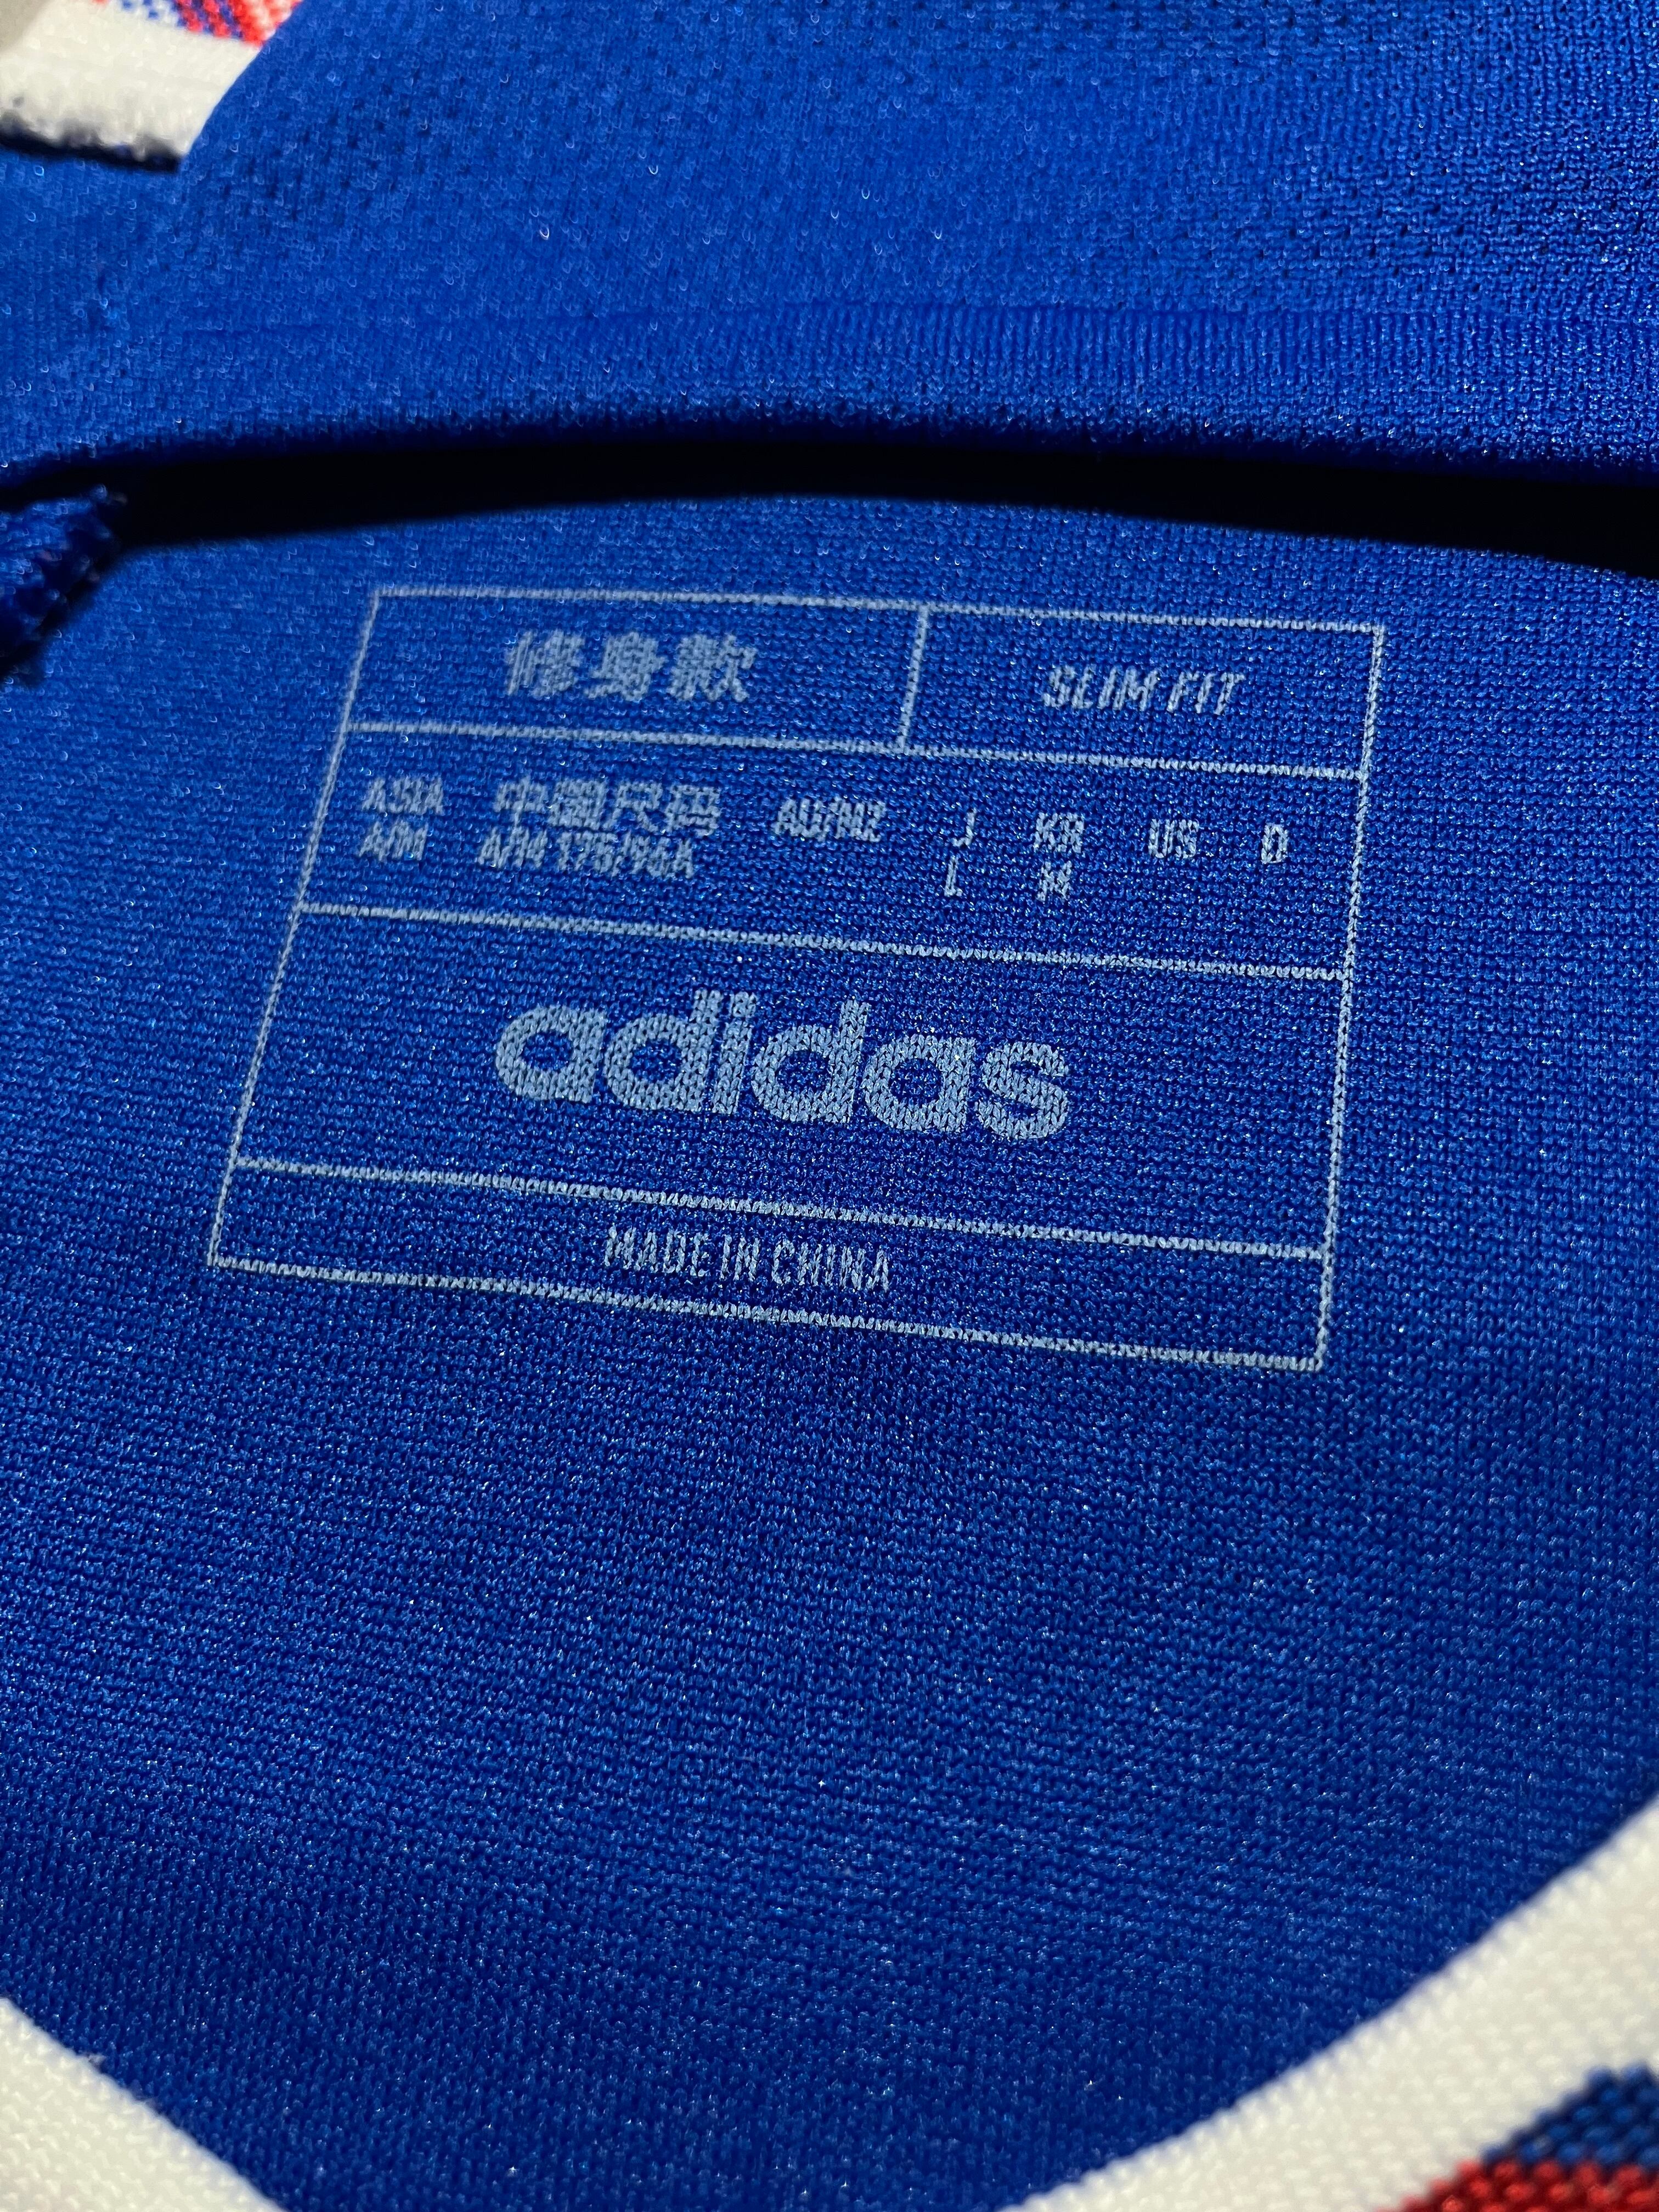 修身款 SLIM FIT
ASIA 中國尺码 AU/NZ J KR US D
A/M A/M 175/96A L M
adidas
MADE IN CHINA